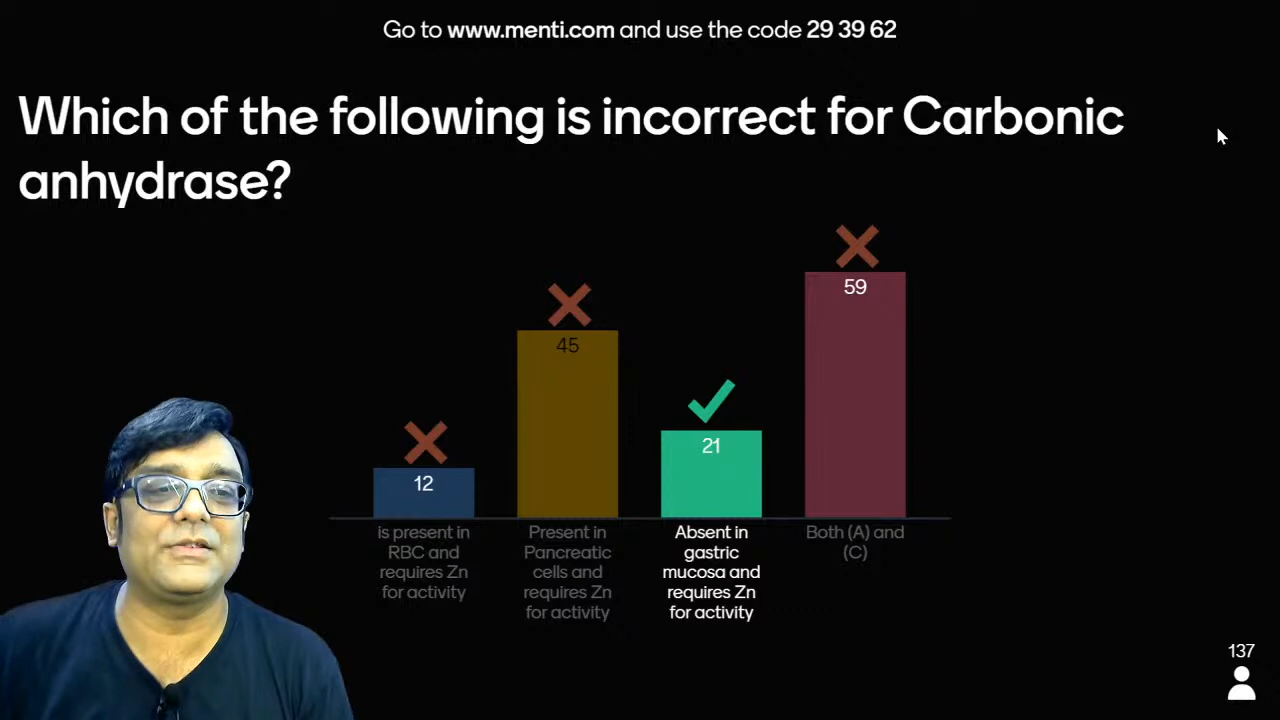 Go to www.menti.com and use the code 29 39 62
Which of the following is incorrect for Carbonic
anhydrase?
59
45
21
12
is present in
RBC and
requires Zn
for activity
Present in
Pancreatic
cells and
requires Zn
for activity
Absent in
gastric
mucosa and
requires Zn
for activity
Both (A) and
(C)
137